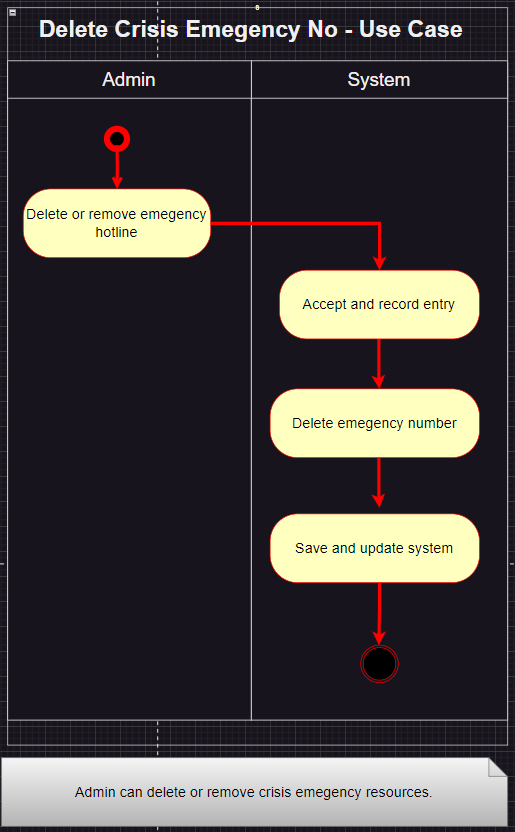 Delete Crisis Emegency No - Use Case
Admin
System
Delete or remove emegency
hotline
Accept and record entry
Delete emegency number
Save and update system
Admin can delete or remove crisis emegency resources.